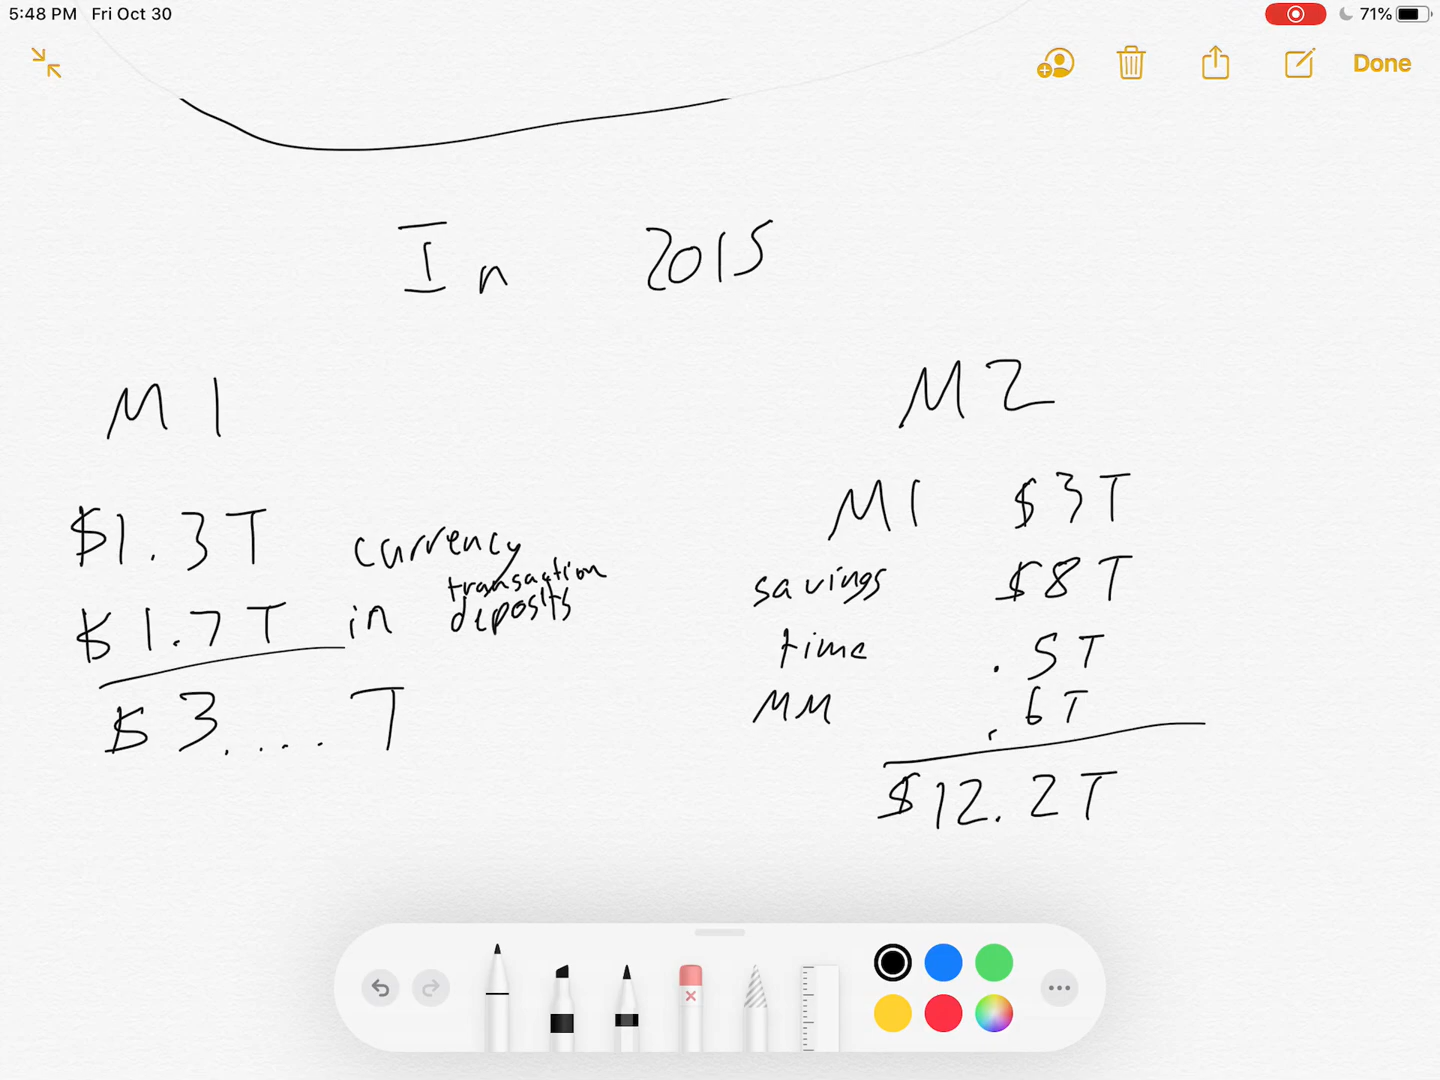 5:48 PM Fri Oct 30
71%
Done
In 2015
M1
M2
$1.3T currency
$1.7T in transaction deposits
$3.... T
M1 $3T
savings $8T
time .5T
MM .6T
$12.2T